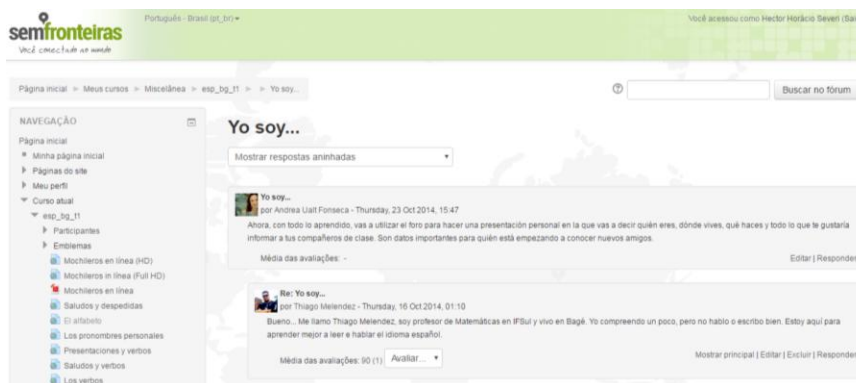 semfronteiras
Você conectado ao mundo
Português - Brasil (pt_br)
Você acessou como Hector Horácio Seven (Sai
Página inicial Meus cursos Miscelânea esp_bg_t1 Yo soy...
Buscar no fórum
NAVEGAÇÃO
Página inicial
Minha página inicial
Páginas do site
Meu perfil
Curso atual
esp_bg_t1
Participantes
Emblemas
Mochileros en línea (HD)
Mochileros in línea (Full HD)
Mochileros en línea
Saludos y despedidas
El alfabeto
Los pronombres personales
Presentaciones y verbos
Saludos y verbos
Los verbos
Yo soy...
Mostrar respostas aninhadas
Yo soy...
por Andrea Ualt Fonseca - Thursday, 23 Oct 2014, 15:47
Ahora, con todo lo aprendido, vas a utilizar el foro para hacer una presentación personal en la que vas a decir quién eres, dónde vives, qué haces y todo lo que te gustaría
informar a tus compañeros de clase. Son datos importantes para quién está empezando a conocer nuevos amigos.
Média das avaliações: -
Editar | Responder
Re: Yo soy...
por Thiago Melendez - Thursday, 16 Oct 2014, 01:10
Bueno... Me llamo Thiago Melendez, soy profesor de Matemáticas en IFSul y vivo en Bagé. Yo compreendo un poco, pero no hablo o escribo bien. Estoy aquí para
aprender mejor a leer e hablar el idioma español.
Média das avaliações: 90 (1) Avaliar...
Mostrar principal | Editar | Excluir | Responder